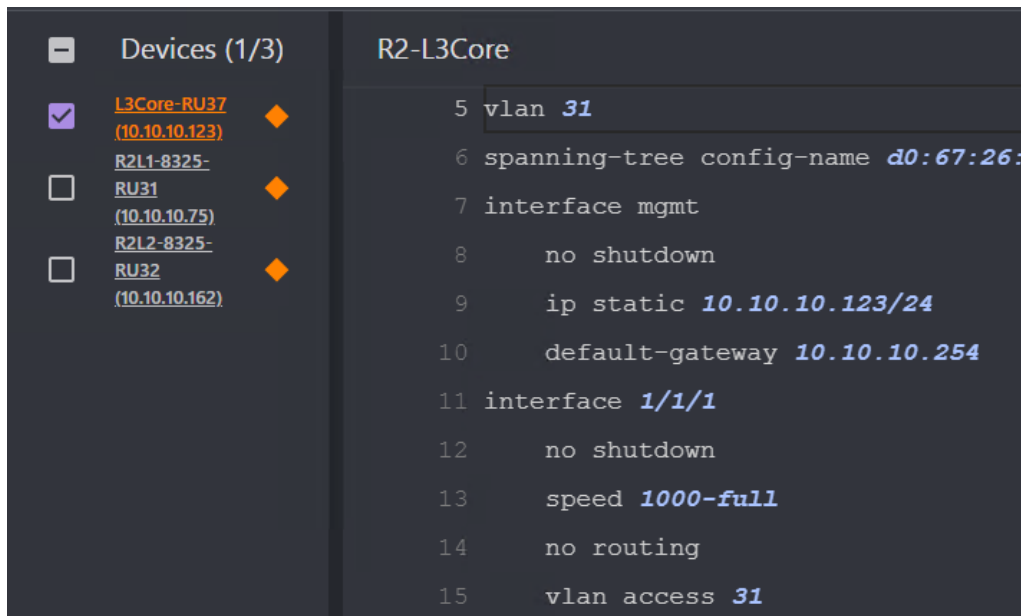 Devices (1/3)
L3Core-RU37
(10.10.10.123)
R2L1-8325-
RU31
(10.10.10.75)
R2L2-8325-
RU32
(10.10.10.162)
R2-L3Core
5 vlan 31
6 spanning-tree config-name d0:67:26:
7 interface mgmt
8 no shutdown
9 ip static 10.10.10.123/24
10 default-gateway 10.10.10.254
11 interface 1/1/1
12 no shutdown
13 speed 1000-full
14 no routing
15 vlan access 31